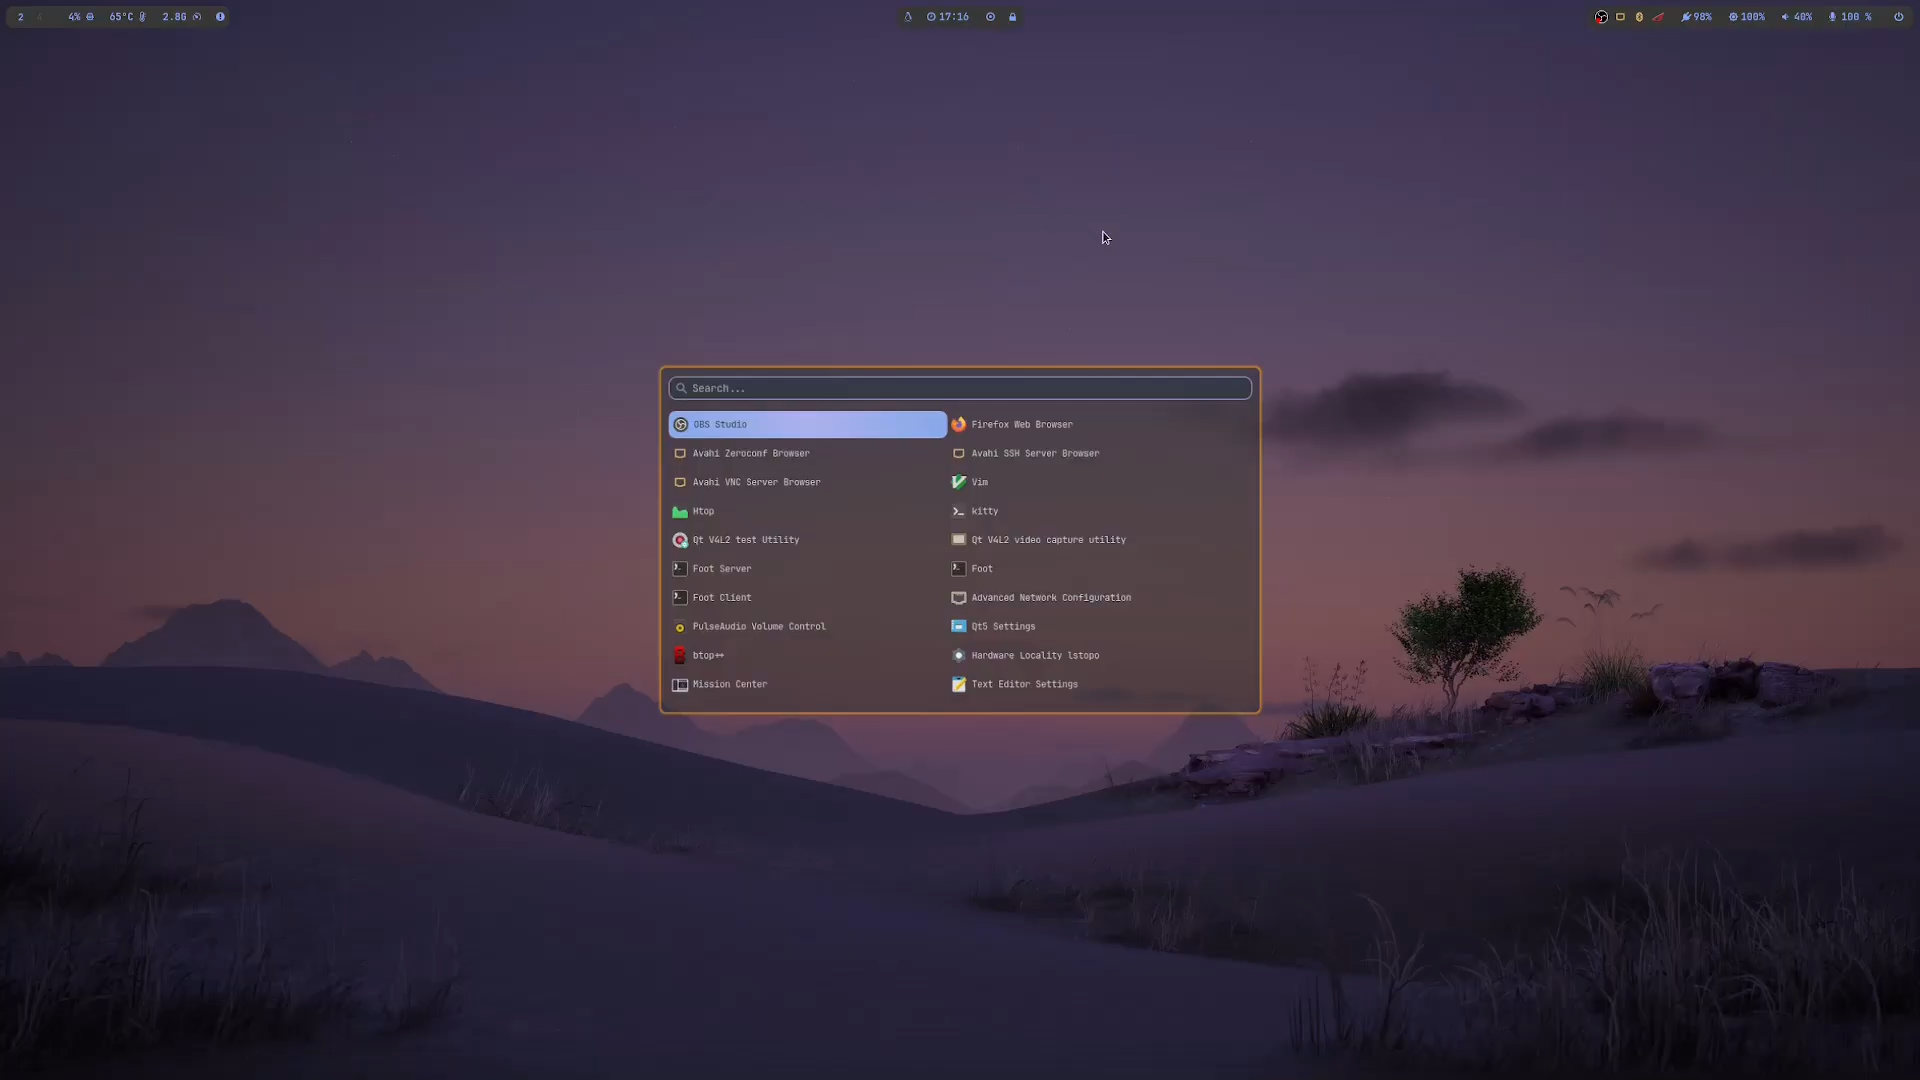 2 4 4% 65°C 2.8G
17:16
98% 100% 40% 100 %
Search...
OBS Studio
Firefox Web Browser
Avahi Zeroconf Browser
Avahi SSH Server Browser
Avahi VNC Server Browser
Vim
Htop
kitty
Qt V4L2 test Utility
Qt V4L2 video capture utility
Foot Server
Foot
Foot Client
Advanced Network Configuration
PulseAudio Volume Control
Qt5 Settings
btop++
Hardware Locality lstopo
Mission Center
Text Editor Settings